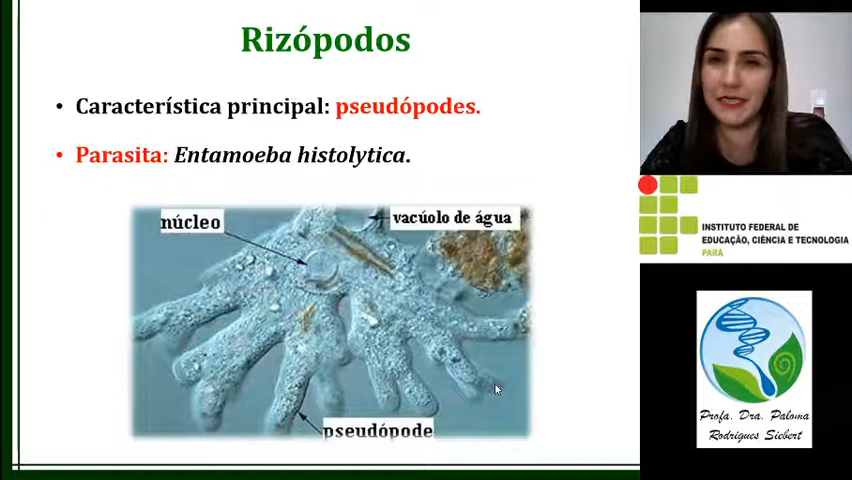 Rizópodos
• Característica principal: pseudópodes.
• Parasita: Entamoeba histolytica.
núcleo
vacúolo de água
pseudópode
INSTITUTO FEDERAL DE
EDUCAÇÃO, CIÊNCIA E TECNOLOGIA
PARÁ
Profa. Dra. Paloma
Rodrigues Siebert